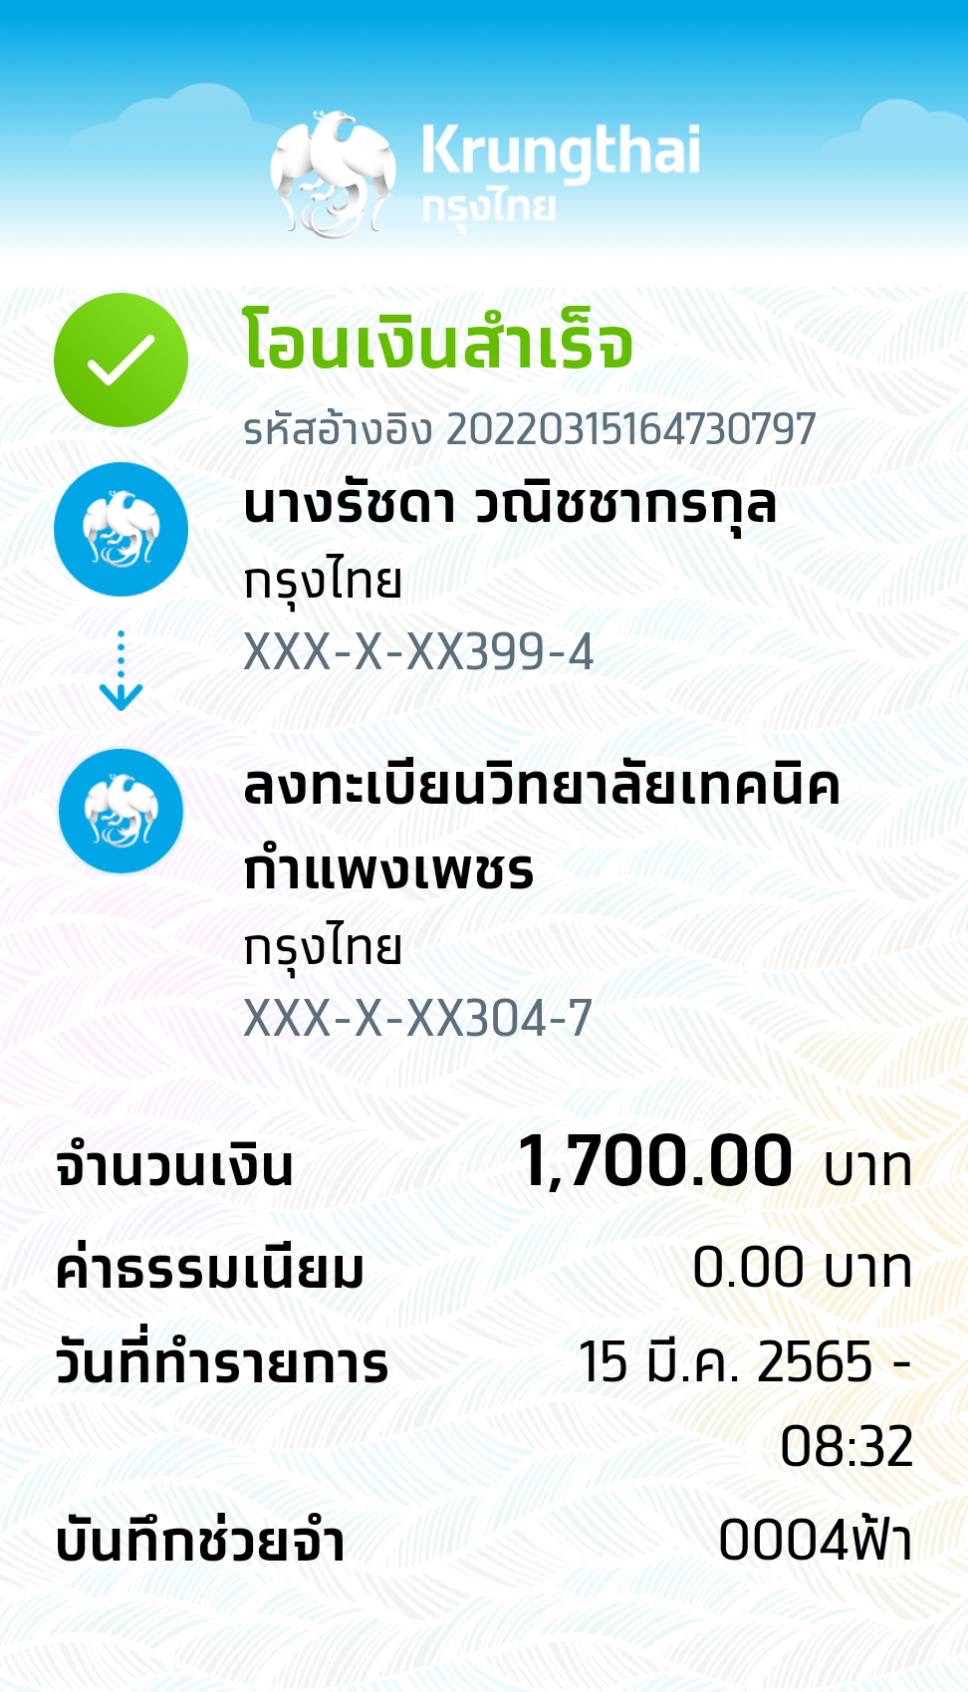 Krungthai
กรุงไทย
โอนเงินสำเร็จ
รหัสอ้างอิง 20220315164730797
นางรัชดา วณิชชากรกุล
กรุงไทย
XXX-X-XX399-4
ลงทะเบียนวิทยาลัยเทคนิค
กำแพงเพชร
กรุงไทย
XXX-X-XX304-7
จำนวนเงิน 1,700.00 บาท
ค่าธรรมเนียม 0.00 บาท
วันที่ทำรายการ 15 มี.ค. 2565 -
08:32
บันทึกช่วยจำ 0004ฟ้า